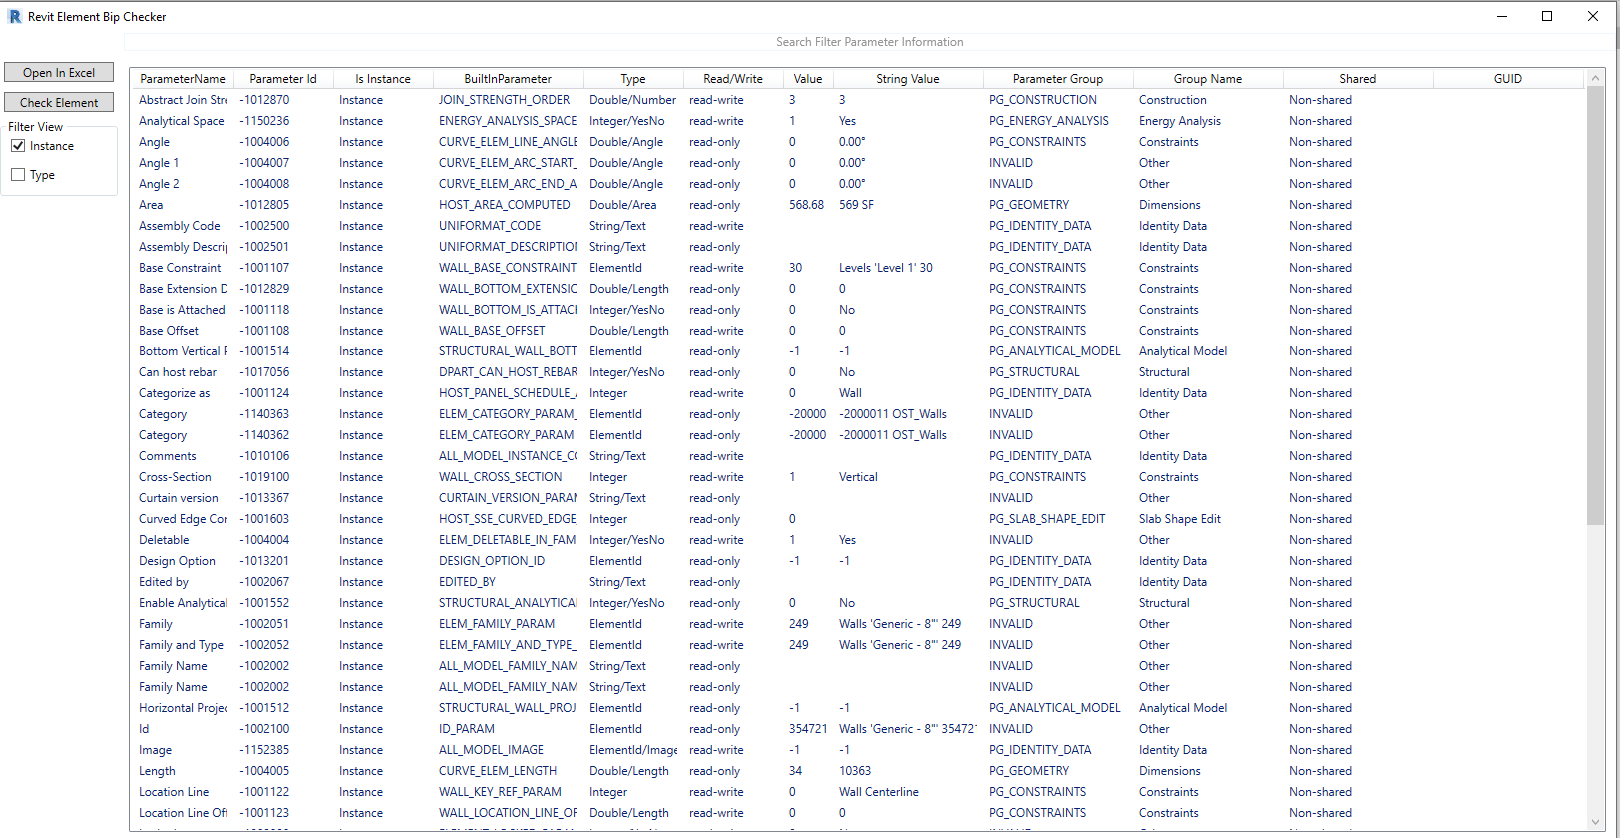 Revit Element Bip Checker
Search Filter Parameter Information
Open In Excel
Check Element
Filter View
Instance
Type
ParameterName Parameter Id Is Instance BuiltInParameter Type Read/Write Value String Value Parameter Group Group Name Shared GUID
Abstract Join Stre -1012870 Instance JOIN_STRENGTH_ORDER Double/Number read-write 3 3 PG_CONSTRUCTION Construction Non-shared
Analytical Space -1150236 Instance ENERGY_ANALYSIS_SPACE Integer/YesNo read-write 1 Yes PG_ENERGY_ANALYSIS Energy Analysis Non-shared
Angle -1004006 Instance CURVE_ELEM_LINE_ANGLE Double/Angle read-only 0 0.00° PG_CONSTRAINTS Constraints Non-shared
Angle 1 -1004007 Instance CURVE_ELEM_ARC_START_ Double/Angle read-only 0 0.00° INVALID Other Non-shared
Angle 2 -1004008 Instance CURVE_ELEM_ARC_END_A Double/Angle read-only 0 0.00° INVALID Other Non-shared
Area -1012805 Instance HOST_AREA_COMPUTED Double/Area read-only 568.68 569 SF PG_GEOMETRY Dimensions Non-shared
Assembly Code -1002500 Instance UNIFORMAT_CODE String/Text read-write PG_IDENTITY_DATA Identity Data Non-shared
Assembly Descrip -1002501 Instance UNIFORMAT_DESCRIPTION String/Text read-only PG_IDENTITY_DATA Identity Data Non-shared
Base Constraint -1001107 Instance WALL_BASE_CONSTRAINT ElementId read-write 30 Levels 'Level 1' 30 PG_CONSTRAINTS Constraints Non-shared
Base Extension D -1012829 Instance WALL_BOTTOM_EXTENSIC Double/Length read-only 0 0 PG_CONSTRAINTS Constraints Non-shared
Base is Attached -1001118 Instance WALL_BOTTOM_IS_ATTACH Integer/YesNo read-only 0 No PG_CONSTRAINTS Constraints Non-shared
Base Offset -1001108 Instance WALL_BASE_OFFSET Double/Length read-write 0 0 PG_CONSTRAINTS Constraints Non-shared
Bottom Vertical P -1001514 Instance STRUCTURAL_WALL_BOTT ElementId read-only -1 -1 PG_ANALYTICAL_MODEL Analytical Model Non-shared
Can host rebar -1017056 Instance DPART_CAN_HOST_REBAR Integer/YesNo read-only 0 No PG_STRUCTURAL Structural Non-shared
Categorize as -1001124 Instance HOST_PANEL_SCHEDULE_ Integer read-write 0 Wall PG_IDENTITY_DATA Identity Data Non-shared
Category -1140363 Instance ELEM_CATEGORY_PARAM_ ElementId read-only -20000 -2000011 OST_Walls INVALID Other Non-shared
Category -1140362 Instance ELEM_CATEGORY_PARAM ElementId read-only -20000 -2000011 OST_Walls INVALID Other Non-shared
Comments -1010106 Instance ALL_MODEL_INSTANCE_CO String/Text read-write PG_IDENTITY_DATA Identity Data Non-shared
Cross-Section -1019100 Instance WALL_CROSS_SECTION Integer read-write 1 Vertical PG_CONSTRAINTS Constraints Non-shared
Curtain version -1013367 Instance CURTAIN_VERSION_PARAM String/Text read-only INVALID Other Non-shared
Curved Edge Cor -1001603 Instance HOST_SSE_CURVED_EDGE_ Integer read-only 0 PG_SLAB_SHAPE_EDIT Slab Shape Edit Non-shared
Deletable -1004004 Instance ELEM_DELETABLE_IN_FAM Integer/YesNo read-write 1 Yes INVALID Other Non-shared
Design Option -1013201 Instance DESIGN_OPTION_ID ElementId read-only -1 -1 PG_IDENTITY_DATA Identity Data Non-shared
Edited by -1002067 Instance EDITED_BY String/Text read-only PG_IDENTITY_DATA Identity Data Non-shared
Enable Analytical -1001552 Instance STRUCTURAL_ANALYTICAL Integer/YesNo read-only 0 No PG_STRUCTURAL Structural Non-shared
Family -1002051 Instance ELEM_FAMILY_PARAM ElementId read-write 249 Walls 'Generic - 8"' 249 INVALID Other Non-shared
Family and Type -1002052 Instance ELEM_FAMILY_AND_TYPE_ ElementId read-write 249 Walls 'Generic - 8"' 249 INVALID Other Non-shared
Family Name -1002002 Instance ALL_MODEL_FAMILY_NAM String/Text read-only INVALID Other Non-shared
Family Name -1002002 Instance ALL_MODEL_FAMILY_NAM String/Text read-only INVALID Other Non-shared
Horizontal Projec -1001512 Instance STRUCTURAL_WALL_PROJ ElementId read-only -1 -1 PG_ANALYTICAL_MODEL Analytical Model Non-shared
Id -1002100 Instance ID_PARAM ElementId read-only 354721 Walls 'Generic - 8"' 354721 INVALID Other Non-shared
Image -1152385 Instance ALL_MODEL_IMAGE ElementId/Image read-write -1 -1 PG_IDENTITY_DATA Identity Data Non-shared
Length -1004005 Instance CURVE_ELEM_LENGTH Double/Length read-only 34 10363 PG_GEOMETRY Dimensions Non-shared
Location Line -1001122 Instance WALL_KEY_REF_PARAM Integer read-write 0 Wall Centerline PG_CONSTRAINTS Constraints Non-shared
Location Line Off -1001123 Instance WALL_LOCATION_LINE_OF Double/Length read-only 0 0 PG_CONSTRAINTS Constraints Non-shared